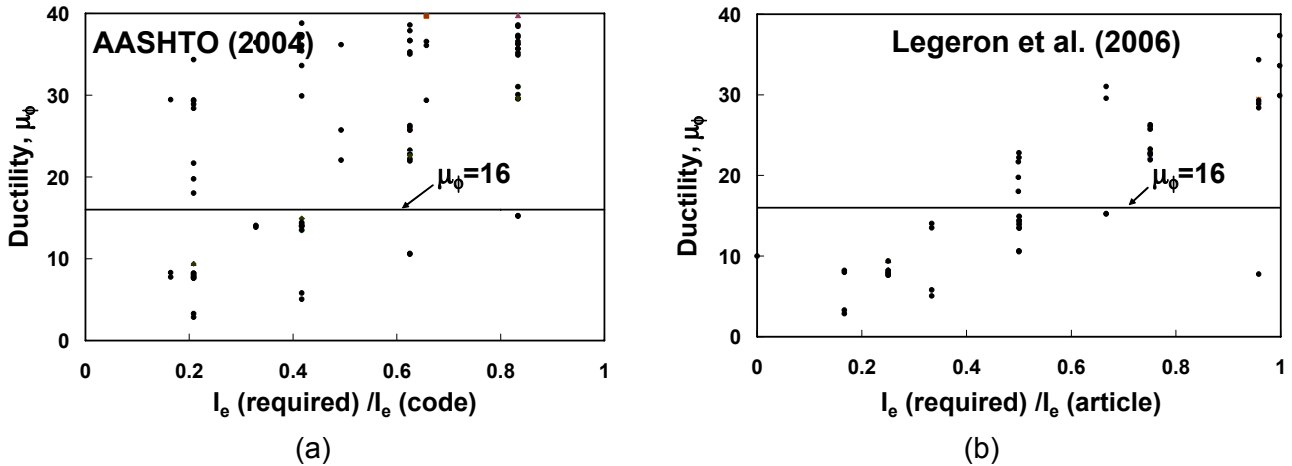 AASHTO (2004)
Ductility, μϕ
40
30
20
10
0
μϕ=16
0 0.2 0.4 0.6 0.8 1
Ie (required) /Ie (code)
(a)
Legeron et al. (2006)
Ductility, μϕ
40
30
20
10
0
μϕ=16
0 0.2 0.4 0.6 0.8 1
Ie (required) /Ie (article)
(b)